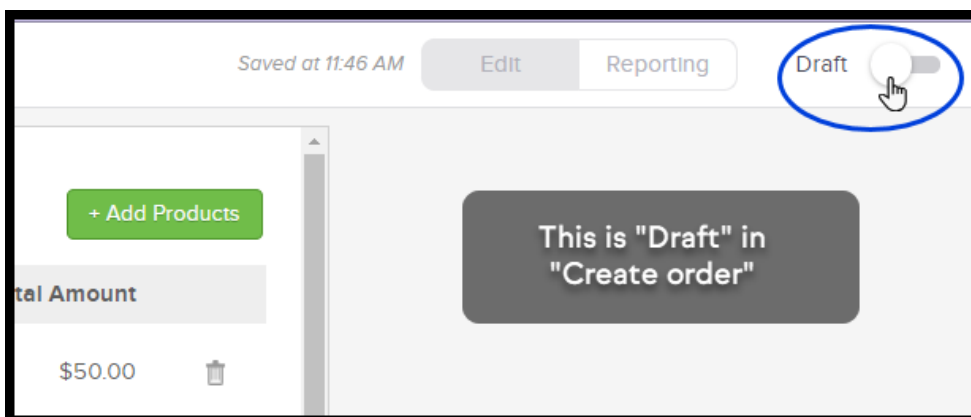 Saved at 11:46 AM Edit Reporting Draft
+ Add Products
This is "Draft" in
"Create order"
tal Amount
$50.00